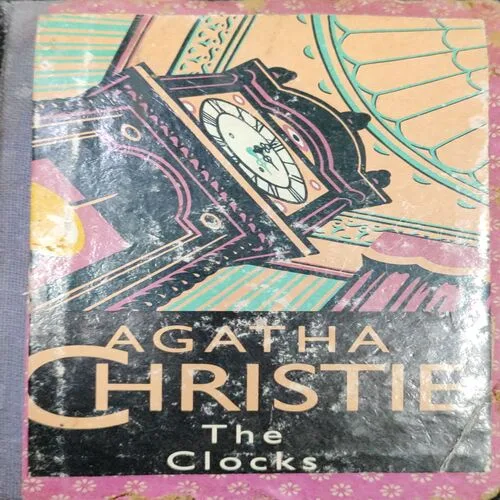 AGATHA
CHRISTIE
The
Clocks